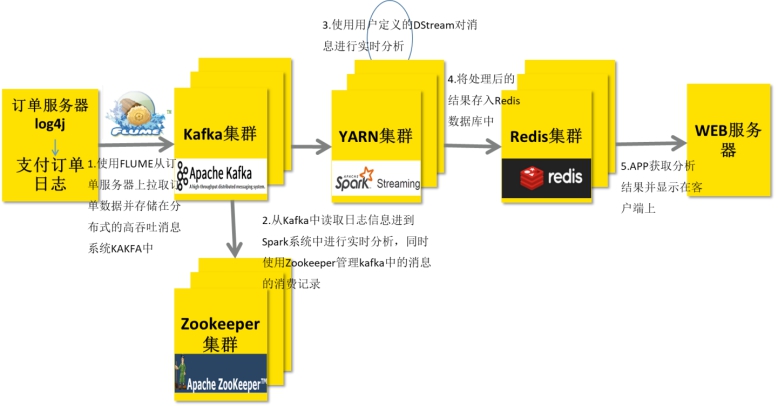 3.使用用户定义的DStream对消
息进行实时分析
4.将处理后的
结果存入Redis
数据库中
订单服务器
log4j
支付订单
日志
FLUME
TM
Kafka集群
YARN集群
Redis集群
WEB服务
器
APACHE
Spark Streaming
redis
Apache Kafka
A high-throughput distributed messaging system.
1.使用FLUME从订
单服务器上拉取订
单数据并存储在分
布式的高吞吐消息
系统KAKFA中
5.APP获取分析
结果并显示在客
户端上
2.从Kafka中读取日志信息进到
Spark系统中进行实时分析，同时
使用Zookeeper管理kafka中的消息
的消费记录
Zookeeper
集群
Apache ZooKeeper™